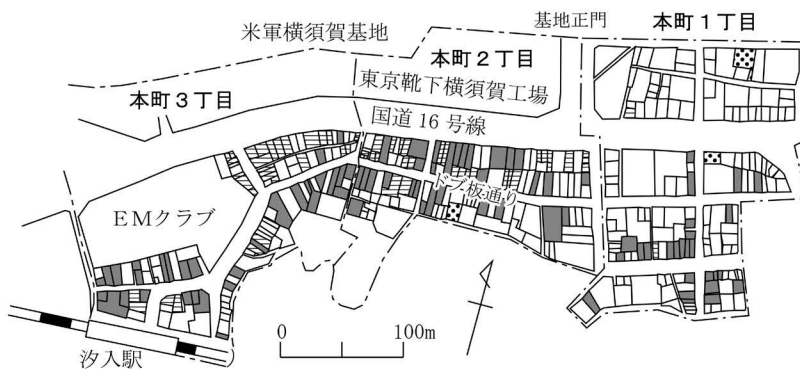 本町1丁目
基地正門
米軍横須賀基地
本町2丁目
東京靴下横須賀工場
本町3丁目
国道16号線
ドブ板通り
EMクラブ
0 100m
汐入駅